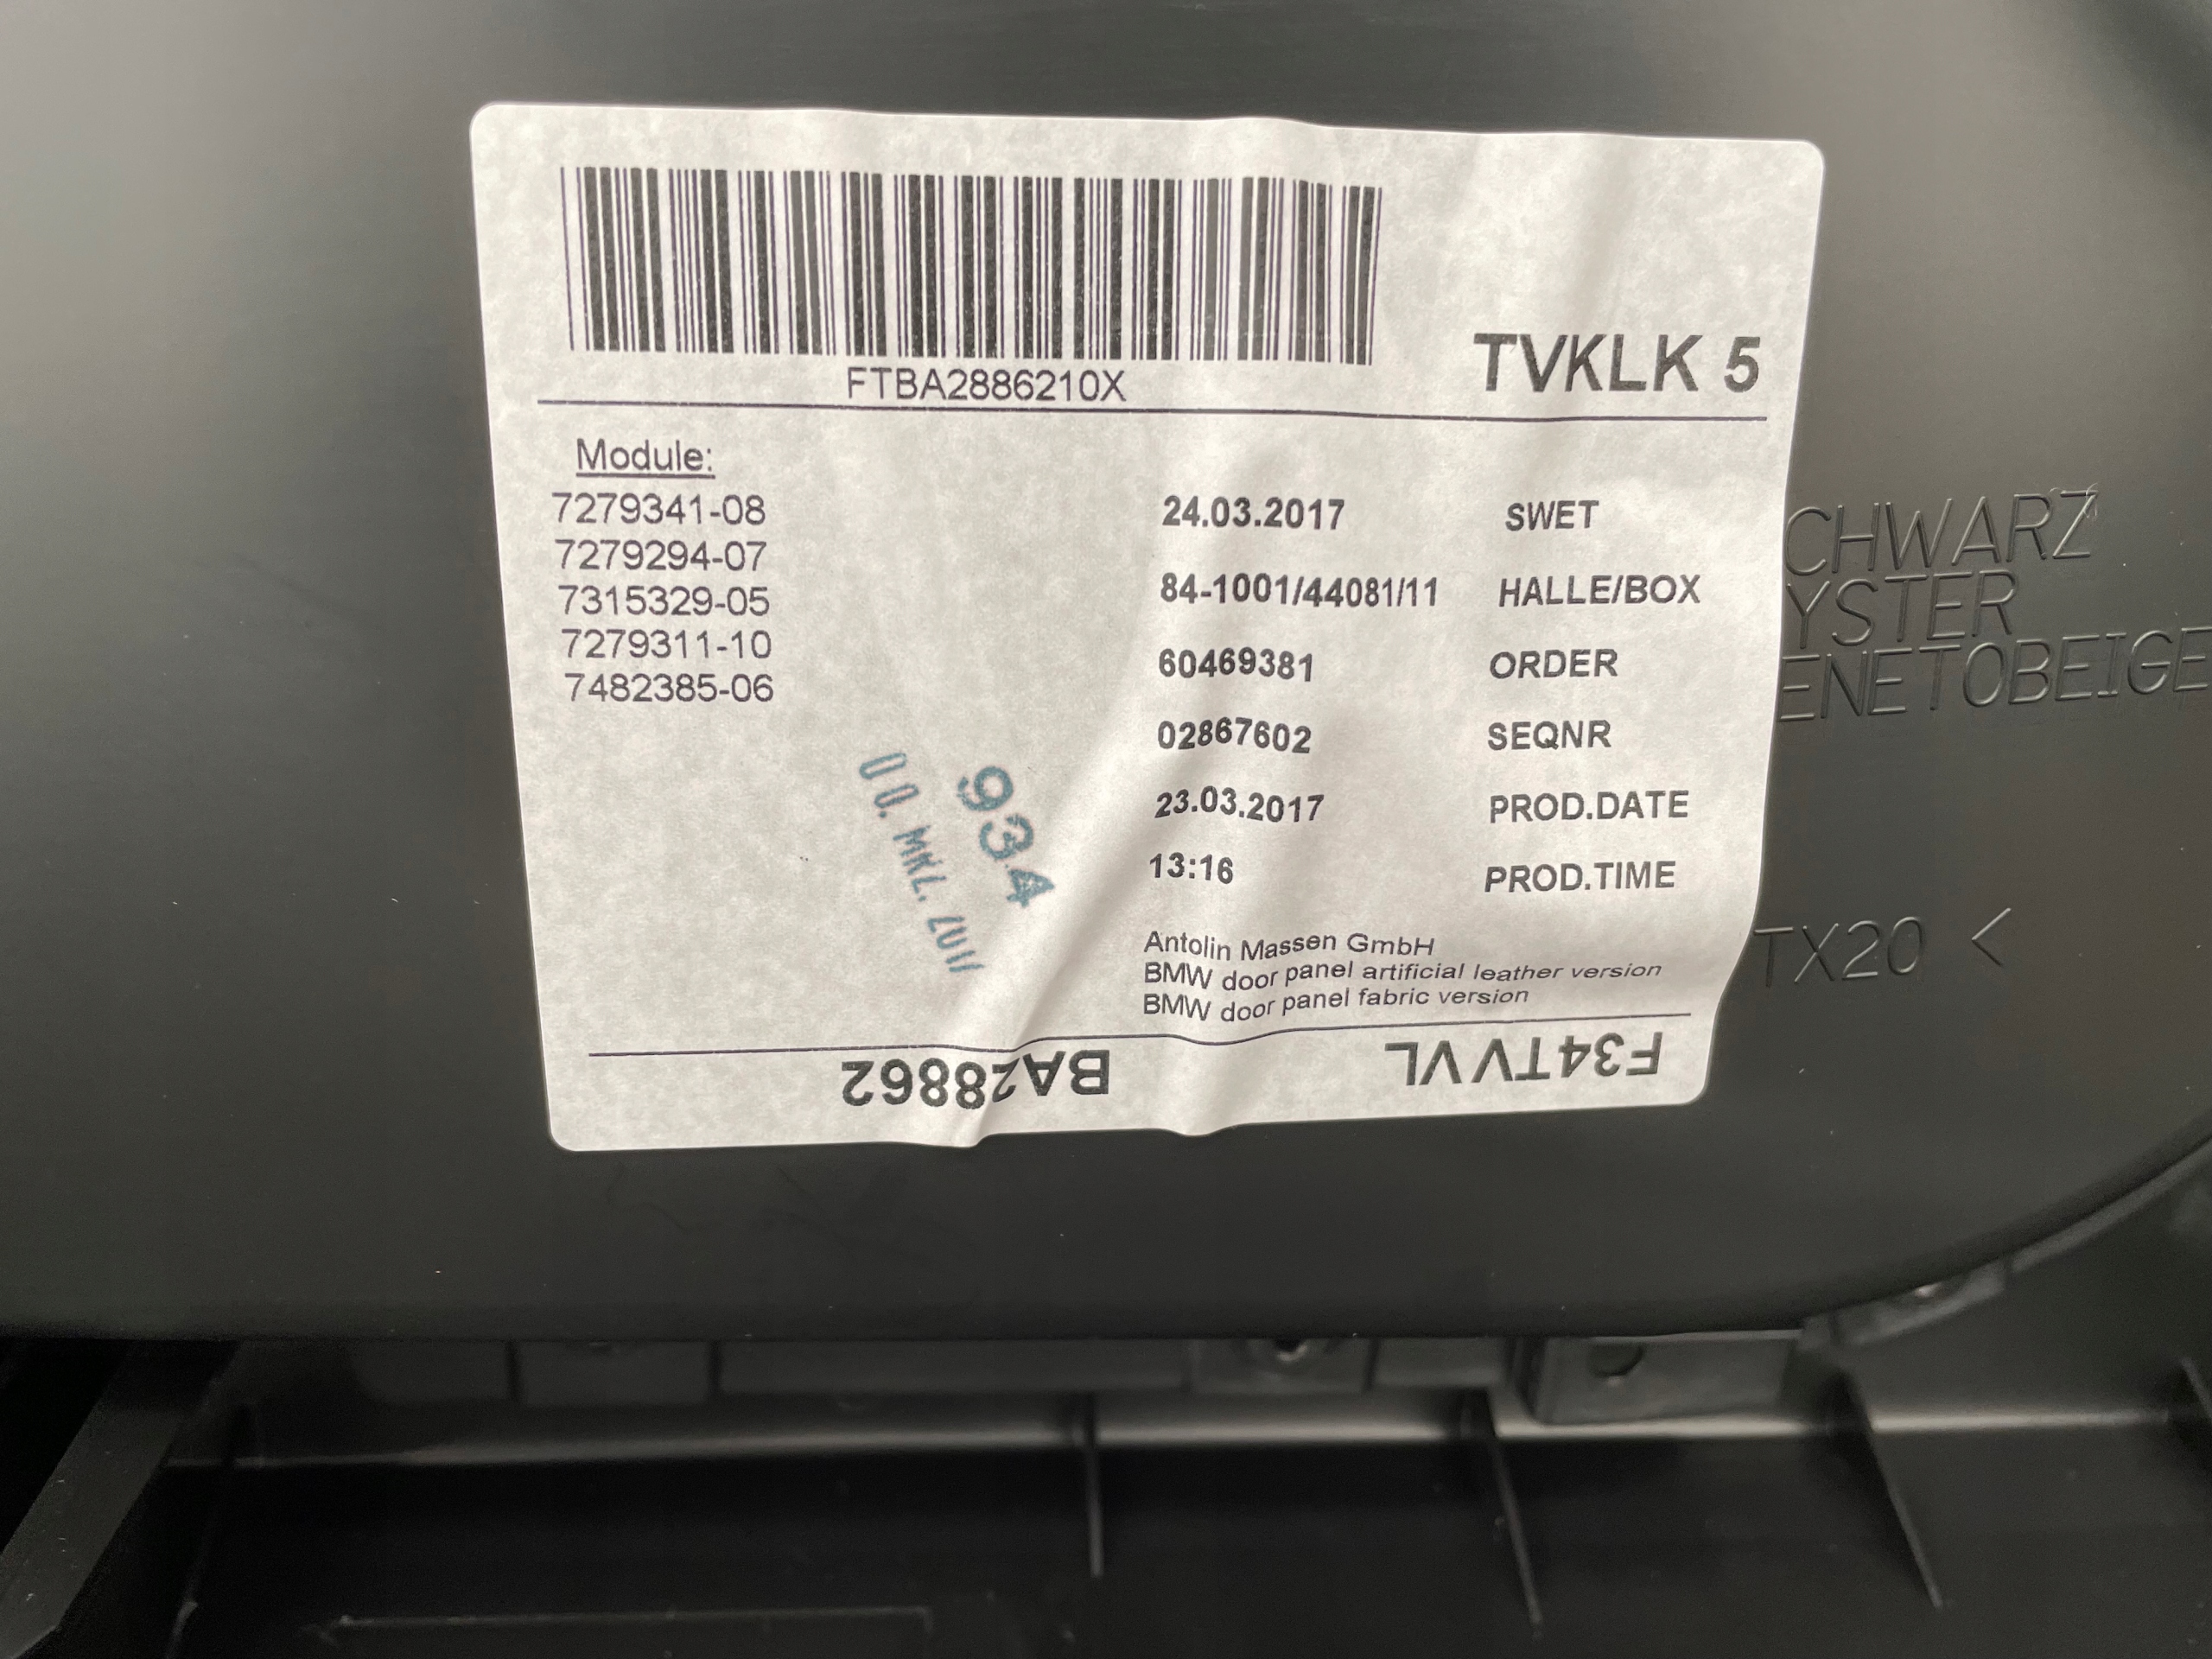 FTBA2886210X
TVKLK 5
Module:
7279341-08
7279294-07
7315329-05
7279311-10
7482385-06
24.03.2017 SWET
84-1001/44081/11 HALLE/BOX
60469381 ORDER
02867602 SEQNR
23.03.2017 PROD.DATE
13:16 PROD.TIME
934
Antolin Massen GmbH
BMW door panel artificial leather version
BMW door panel fabric version
F34TVVL BA28862
CHWARZ
YSTER
ENETOBEIGE
TX20 <